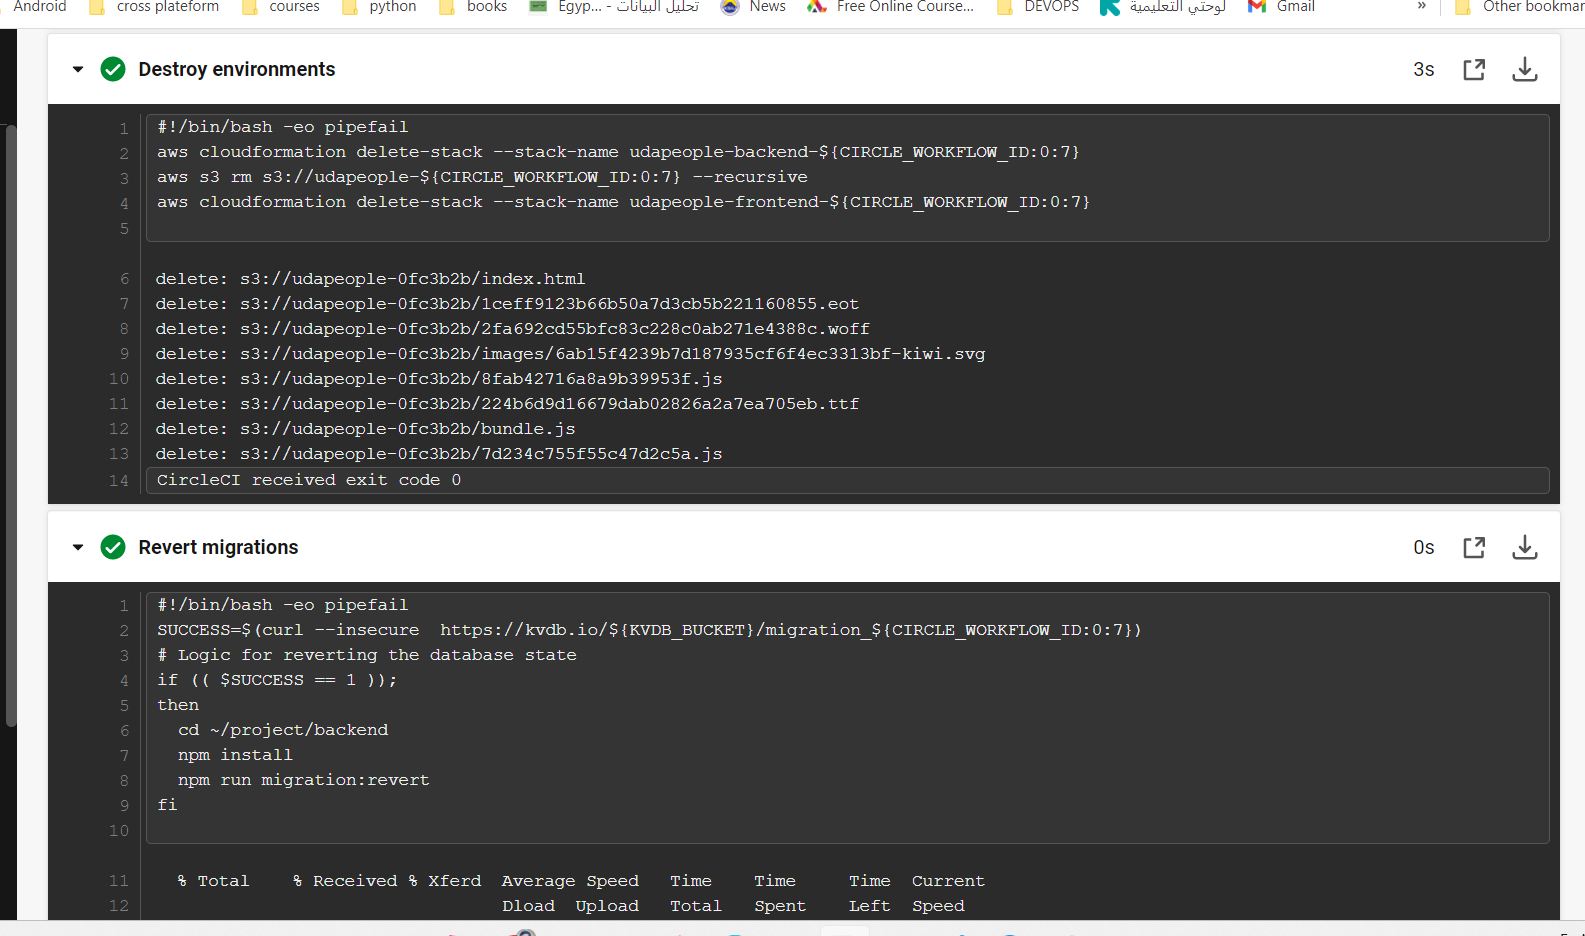 Android cross plateform courses python books Egyp... - تحليل البيانات News Free Online Course... DEVOPS لوحتي التعليمية Gmail » Other bookmar
Destroy environments 3s
1 #!/bin/bash -eo pipefail
2 aws cloudformation delete-stack --stack-name udapeople-backend-${CIRCLE_WORKFLOW_ID:0:7}
3 aws s3 rm s3://udapeople-${CIRCLE_WORKFLOW_ID:0:7} --recursive
4 aws cloudformation delete-stack --stack-name udapeople-frontend-${CIRCLE_WORKFLOW_ID:0:7}
5
6 delete: s3://udapeople-0fc3b2b/index.html
7 delete: s3://udapeople-0fc3b2b/1ceff9123b66b50a7d3cb5b221160855.eot
8 delete: s3://udapeople-0fc3b2b/2fa692cd55bfc83c228c0ab271e4388c.woff
9 delete: s3://udapeople-0fc3b2b/images/6ab15f4239b7d187935cf6f4ec3313bf-kiwi.svg
10 delete: s3://udapeople-0fc3b2b/8fab42716a8a9b39953f.js
11 delete: s3://udapeople-0fc3b2b/224b6d9d16679dab02826a2a7ea705eb.ttf
12 delete: s3://udapeople-0fc3b2b/bundle.js
13 delete: s3://udapeople-0fc3b2b/7d234c755f55c47d2c5a.js
14 CircleCI received exit code 0
Revert migrations 0s
1 #!/bin/bash -eo pipefail
2 SUCCESS=$(curl --insecure  https://kvdb.io/${KVDB_BUCKET}/migration_${CIRCLE_WORKFLOW_ID:0:7})
3 # Logic for reverting the database state
4 if (( $SUCCESS == 1 ));
5 then
6   cd ~/project/backend
7   npm install
8   npm run migration:revert
9 fi
10
11 % Total % Received % Xferd Average Speed Time Time Time Current
12 Dload Upload Total Spent Left Speed